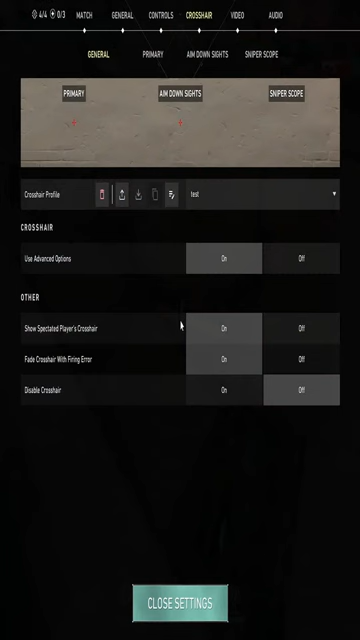 4/4 0/3 MATCH GENERAL CONTROLS CROSSHAIR VIDEO AUDIO
GENERAL PRIMARY AIM DOWN SIGHTS SNIPER SCOPE
PRIMARY AIM DOWN SIGHTS SNIPER SCOPE
Crosshair Profile test
CROSSHAIR
Use Advanced Options On Off
OTHER
Show Spectated Player's Crosshair On Off
Fade Crosshair With Firing Error On Off
Disable Crosshair On Off
CLOSE SETTINGS